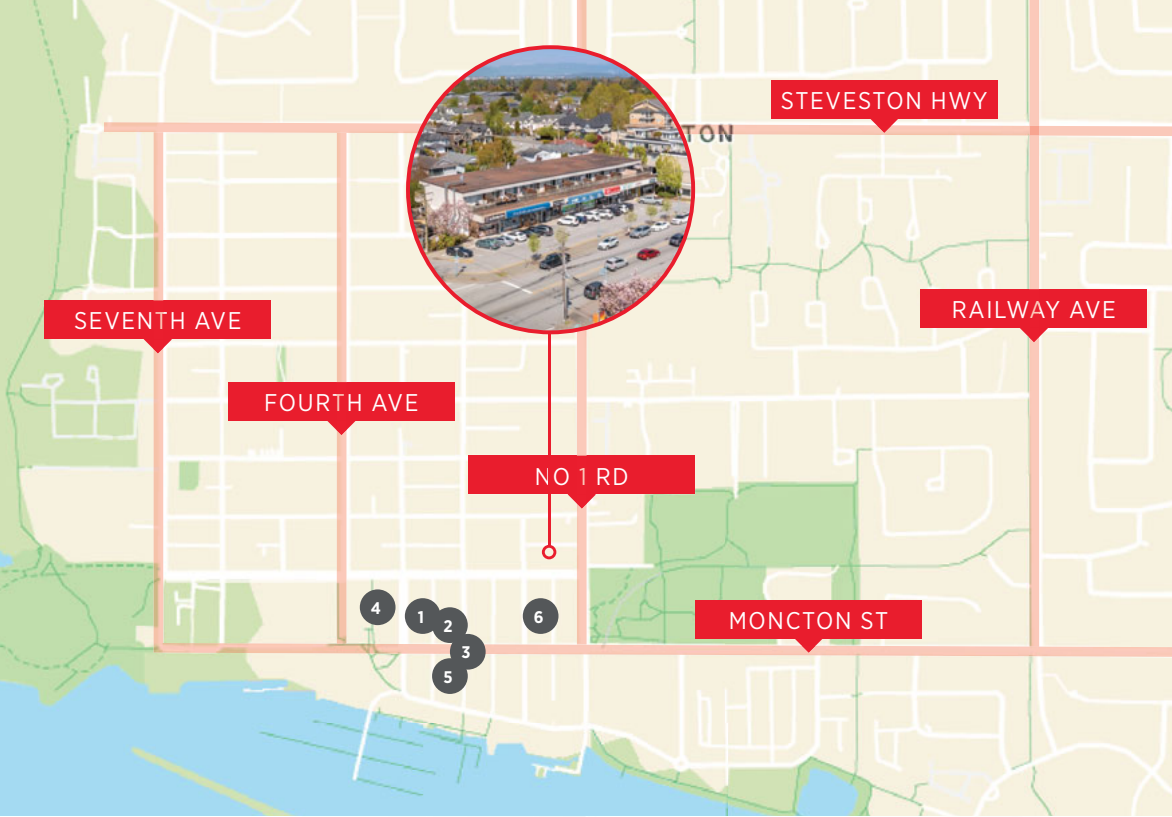 STEVESTON HWY
TON
SEVENTH AVE
RAILWAY AVE
FOURTH AVE
NO 1 RD
4
1
2
6
3
5
MONCTON ST